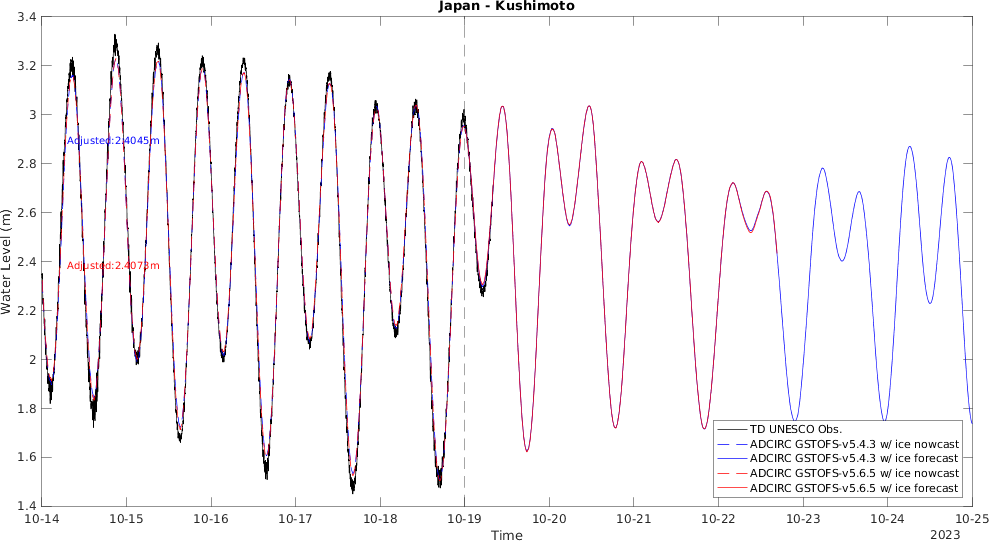 Japan - Kushimoto
3.4
3.2
3
2.8
2.6
2.4
2.2
2
1.8
1.6
1.4
Water Level (m)
Adjusted:2.4045m
Adjusted:2.4073m
TD UNESCO Obs.
ADCIRC GSTOFS-v5.4.3 w/ ice nowcast
ADCIRC GSTOFS-v5.4.3 w/ ice forecast
ADCIRC GSTOFS-v5.6.5 w/ ice nowcast
ADCIRC GSTOFS-v5.6.5 w/ ice forecast
10-14 10-15 10-16 10-17 10-18 10-19 10-20 10-21 10-22 10-23 10-24 10-25
Time
2023